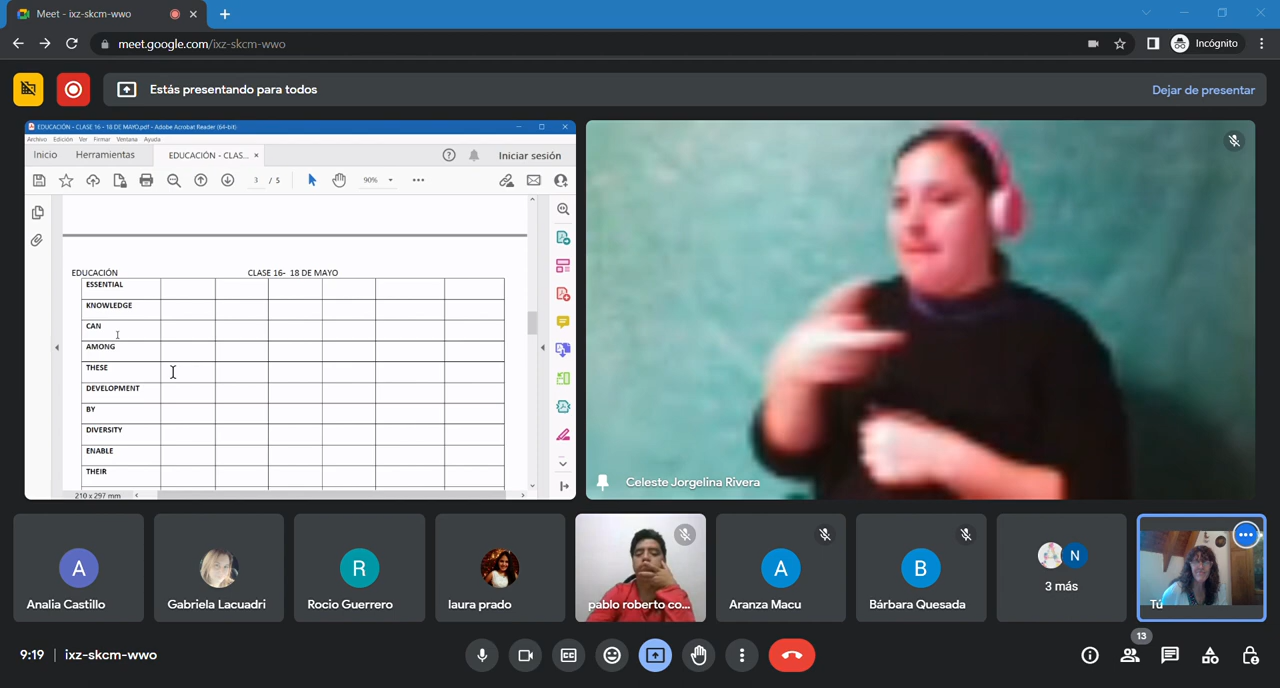 Meet - ixz-skcm-wwo
meet.google.com/ixz-skcm-wwo
Incógnito
Estás presentando para todos
Dejar de presentar
EDUCACIÓN - CLASE 16 - 18 DE MAYO.pdf - Adobe Acrobat Reader (64-bit)
Archivo Edición Ver Firmar Ventana Ayuda
Inicio Herramientas EDUCACIÓN - CLAS... Iniciar sesión
3 / 5 90%
EDUCACIÓN CLASE 16- 18 DE MAYO
ESSENTIAL
KNOWLEDGE
CAN
AMONG
THESE
DEVELOPMENT
BY
DIVERSITY
ENABLE
THEIR
210 x 297 mm
Celeste Jorgelina Rivera
A
Analia Castillo
Gabriela Lacuadri
R
Rocio Guerrero
laura prado
pablo roberto co...
A
Aranza Macu
B
Bárbara Quesada
N
3 más
Tú
9:19 | ixz-skcm-wwo
13